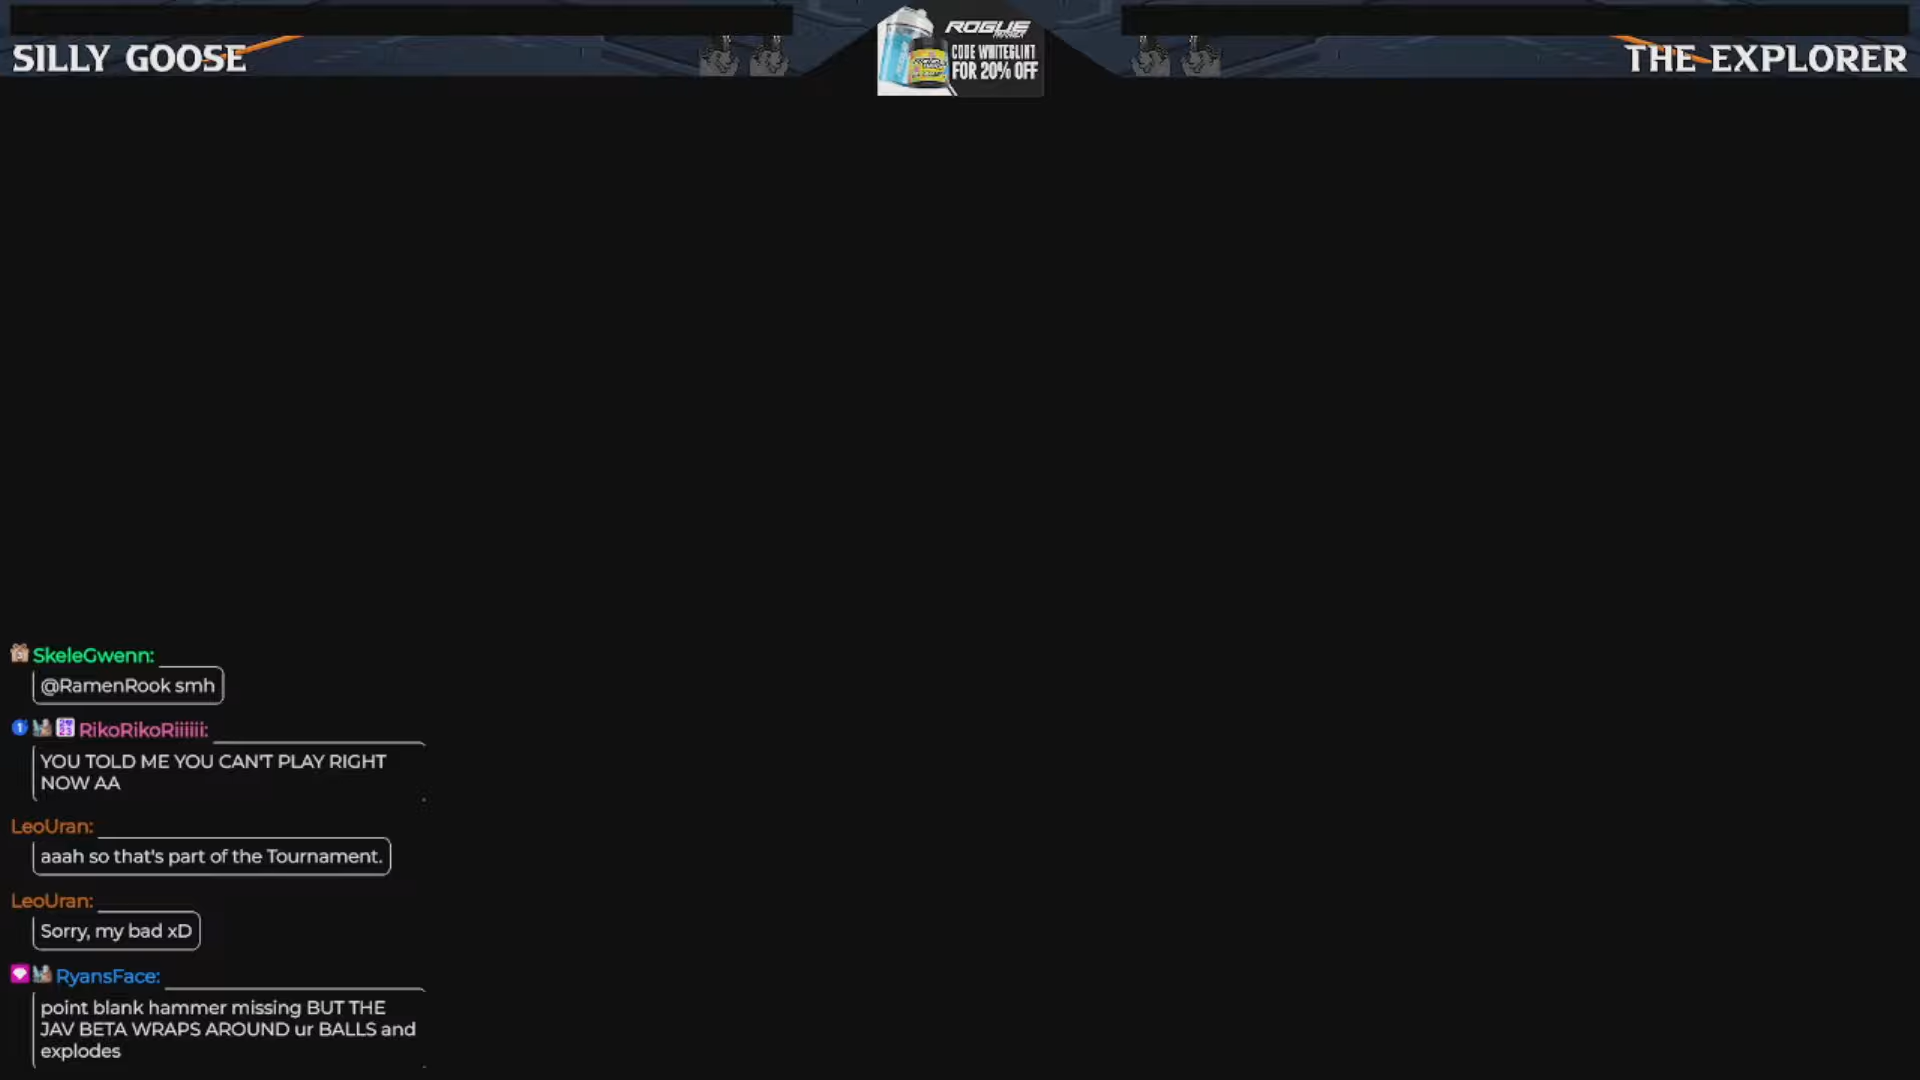 SILLY GOOSE
ROGUE
CODE WHITEGLINT
FOR 20% OFF
THE EXPLORER
SkeleGwenn:
@RamenRook smh
RikoRikoRiiiiii:
YOU TOLD ME YOU CAN'T PLAY RIGHT
NOW AA
LeoUran:
aaah so that's part of the Tournament.
LeoUran:
Sorry, my bad xD
RyansFace:
point blank hammer missing BUT THE
JAV BETA WRAPS AROUND ur BALLS and
explodes